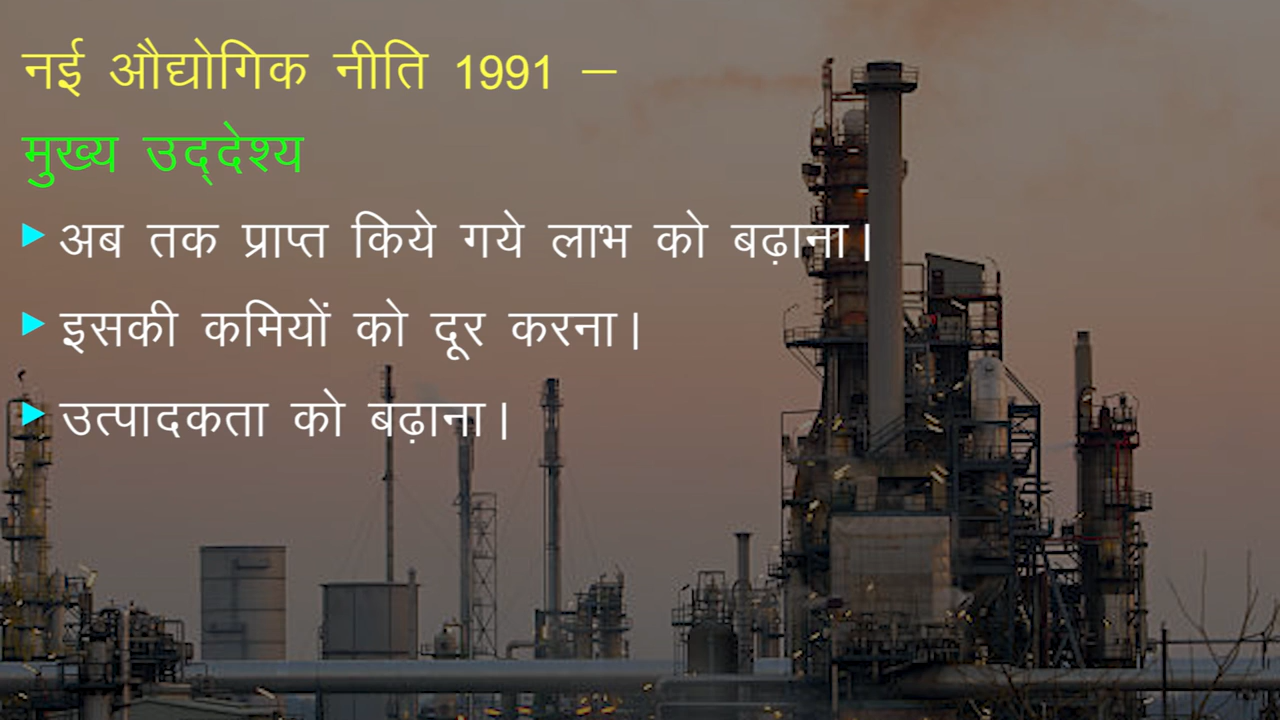 नई औद्योगिक नीति 1991 –
मुख्य उद्‌देश्य
अब तक प्राप्त किये गये लाभ को बढ़ाना।
इसकी कमियों को दूर करना।
उत्पादकता को बढ़ाना।